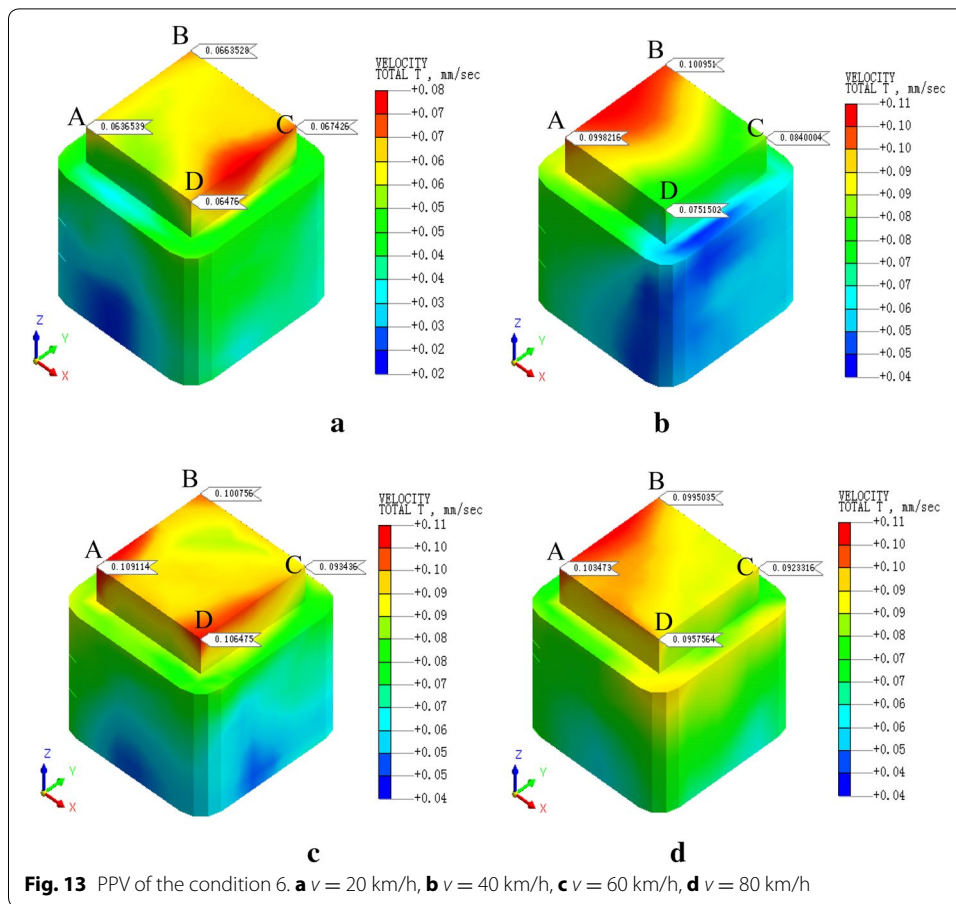 B
0.0663528
A
0.0636539
C
0.067426
D
0.06476
VELOCITY
TOTAL T , mm/sec
+0.08
+0.07
+0.07
+0.06
+0.06
+0.05
+0.05
+0.04
+0.04
+0.03
+0.03
+0.02
+0.02
Z
Y
X
a
B
0.100951
A
0.0998216
C
0.0840004
D
0.0751502
VELOCITY
TOTAL T , mm/sec
+0.11
+0.10
+0.10
+0.09
+0.09
+0.08
+0.08
+0.07
+0.07
+0.06
+0.05
+0.05
+0.04
Z
Y
X
b
B
0.100756
A
0.109114
C
0.093436
D
0.106475
VELOCITY
TOTAL T , mm/sec
+0.11
+0.10
+0.10
+0.09
+0.09
+0.08
+0.08
+0.07
+0.07
+0.06
+0.05
+0.05
+0.04
Z
Y
X
c
B
0.0995035
A
0.103473
C
0.0923316
D
0.0957564
VELOCITY
TOTAL T , mm/sec
+0.11
+0.10
+0.10
+0.09
+0.09
+0.08
+0.08
+0.07
+0.07
+0.06
+0.05
+0.05
+0.04
Z
Y
X
d
Fig. 13 PPV of the condition 6. a v = 20 km/h, b v = 40 km/h, c v = 60 km/h, d v = 80 km/h